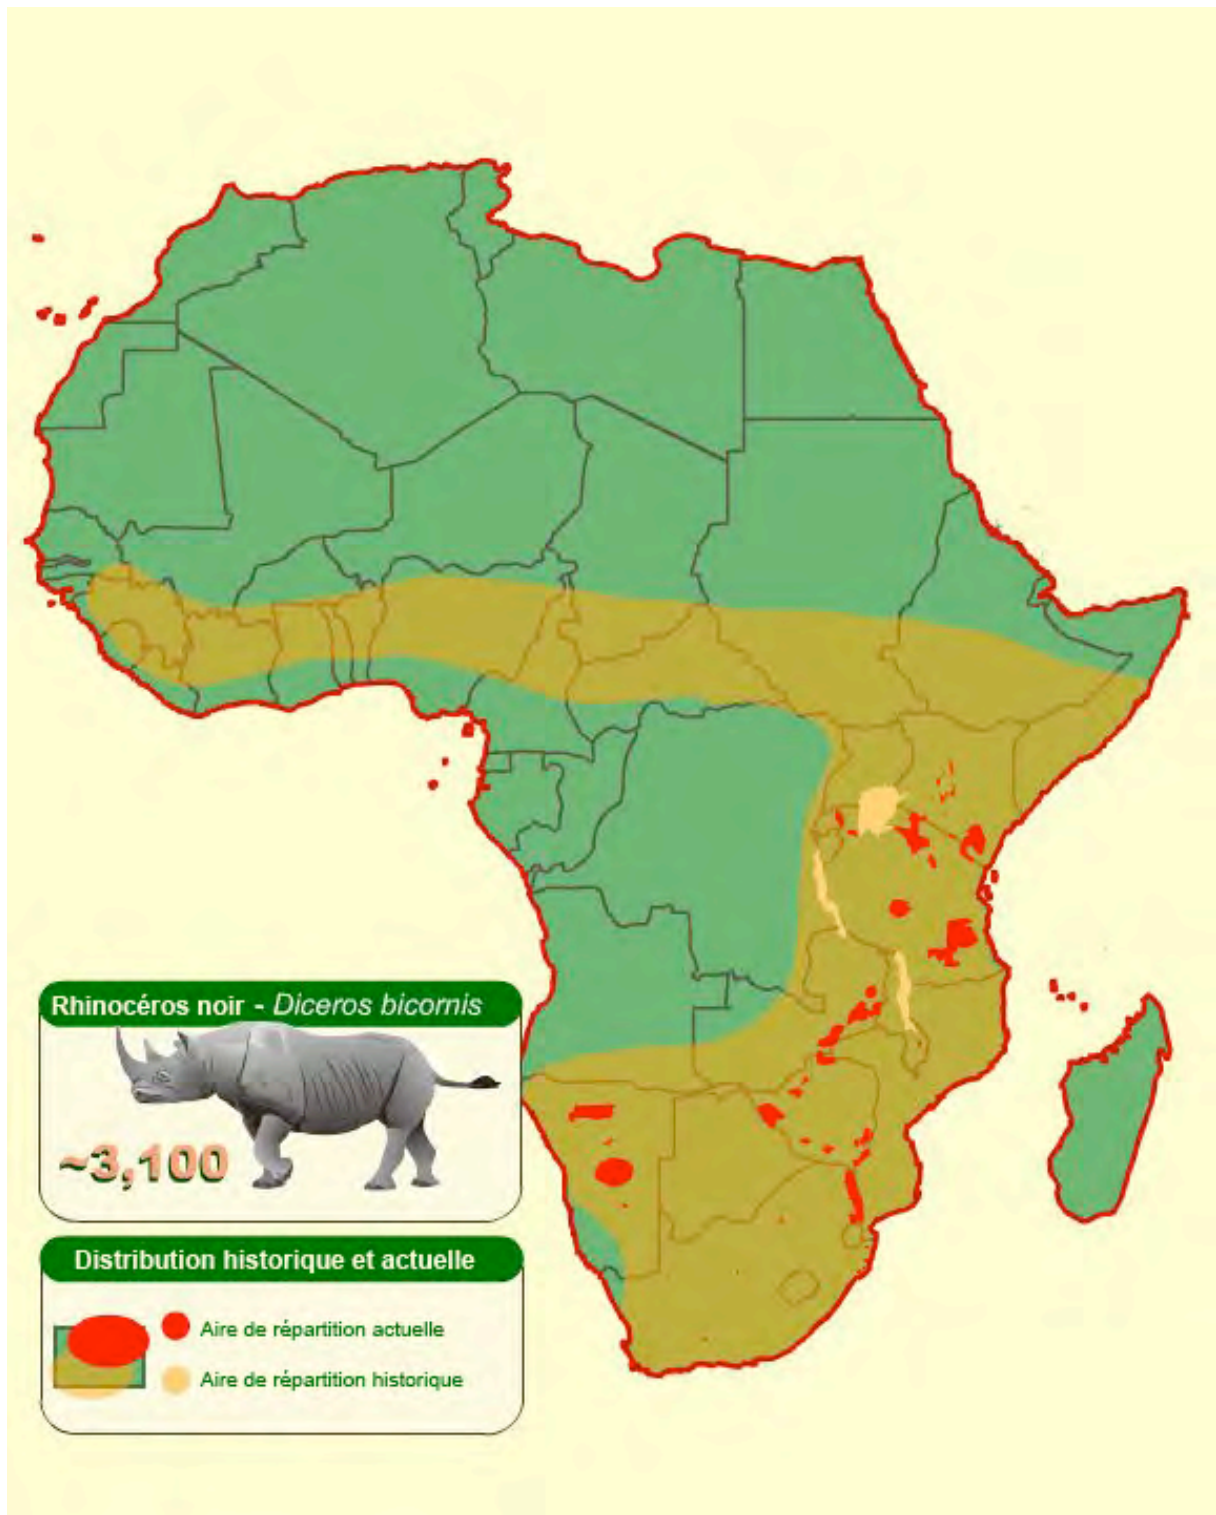 Rhinocéros noir - Diceros bicornis
~3,100
Distribution historique et actuelle
Aire de répartition actuelle
Aire de répartition historique